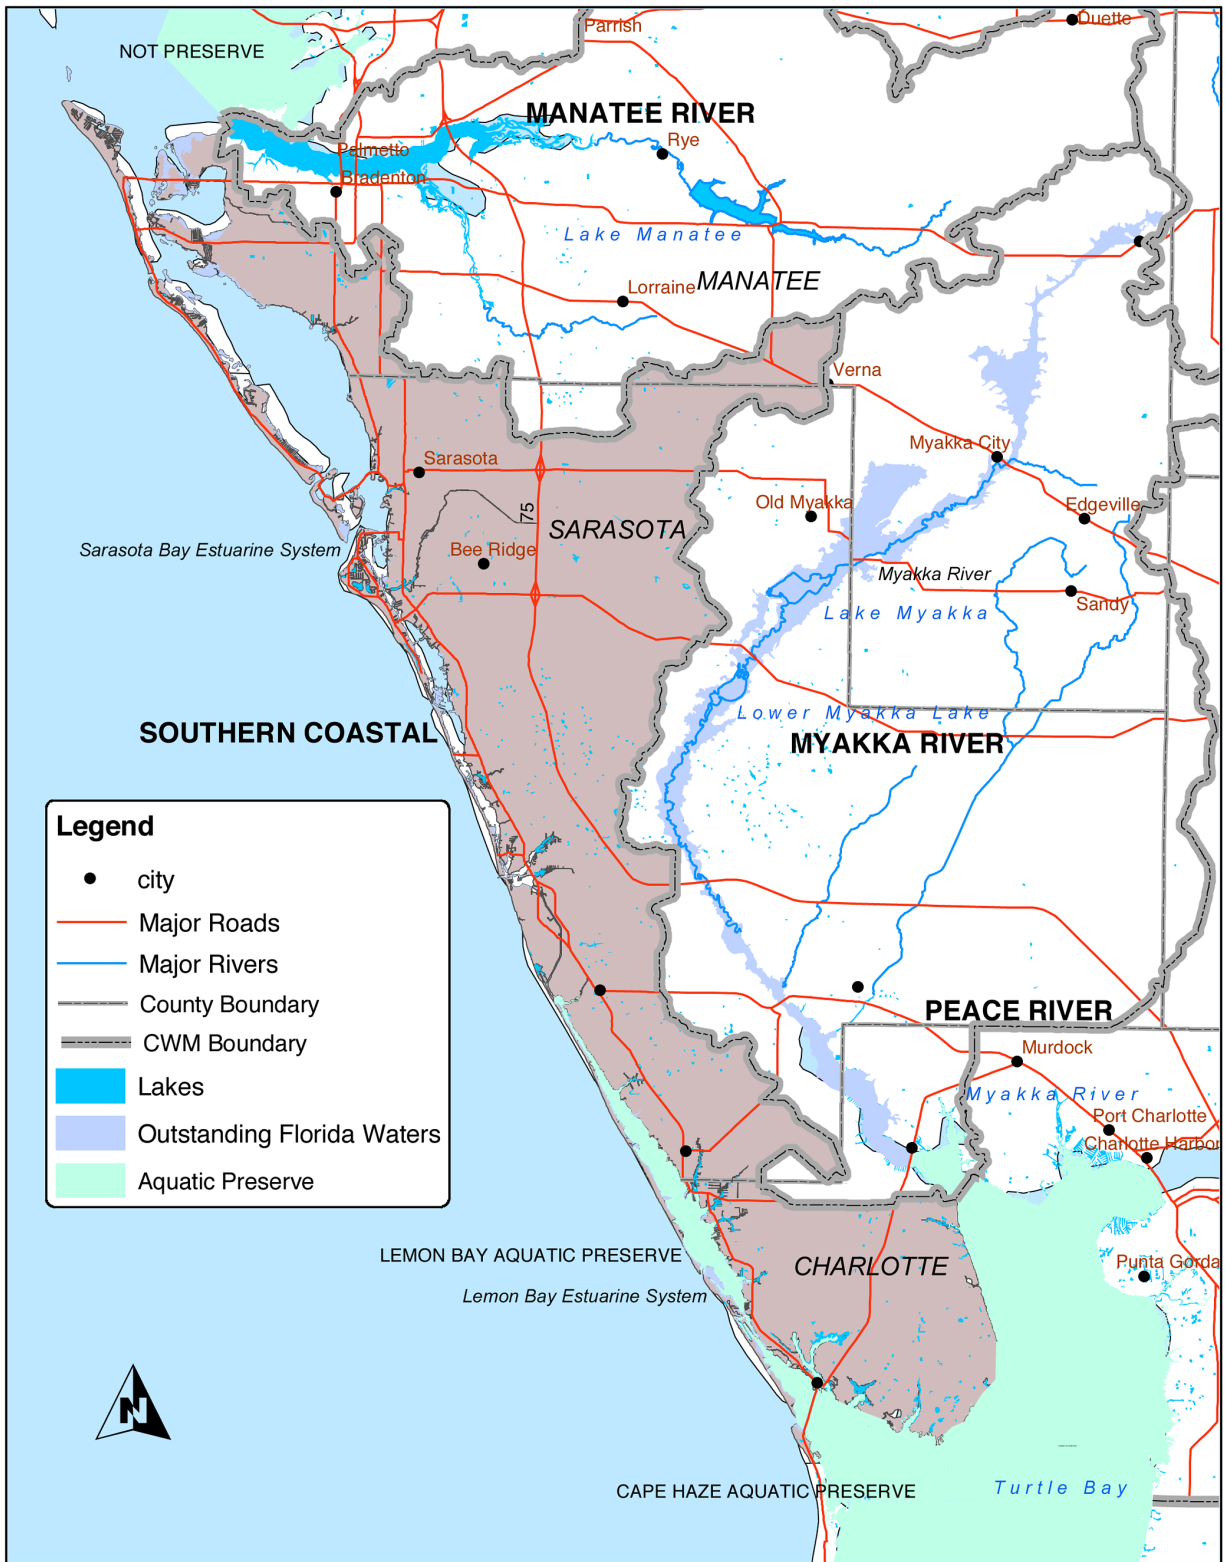 Parrish
Duette
NOT PRESERVE
MANATEE RIVER
Rye
Palmetto
Bradenton
Lake Manatee
MANATEE
Lorraine
Verna
Myakka City
Sarasota
Old Myakka
Edgeville
75
SARASOTA
Sarasota Bay Estuarine System
Bee Ridge
Myakka River
Sandy
Lake Myakka
Lower Myakka Lake
SOUTHERN COASTAL
MYAKKA RIVER
Legend
city
Major Roads
Major Rivers
County Boundary
CWM Boundary
Lakes
Outstanding Florida Waters
Aquatic Preserve
PEACE RIVER
Murdock
Myakka River
Port Charlotte
Charlotte Harbor
LEMON BAY AQUATIC PRESERVE
CHARLOTTE
Punta Gorda
Lemon Bay Estuarine System
N
CAPE HAZE AQUATIC PRESERVE
Turtle Bay